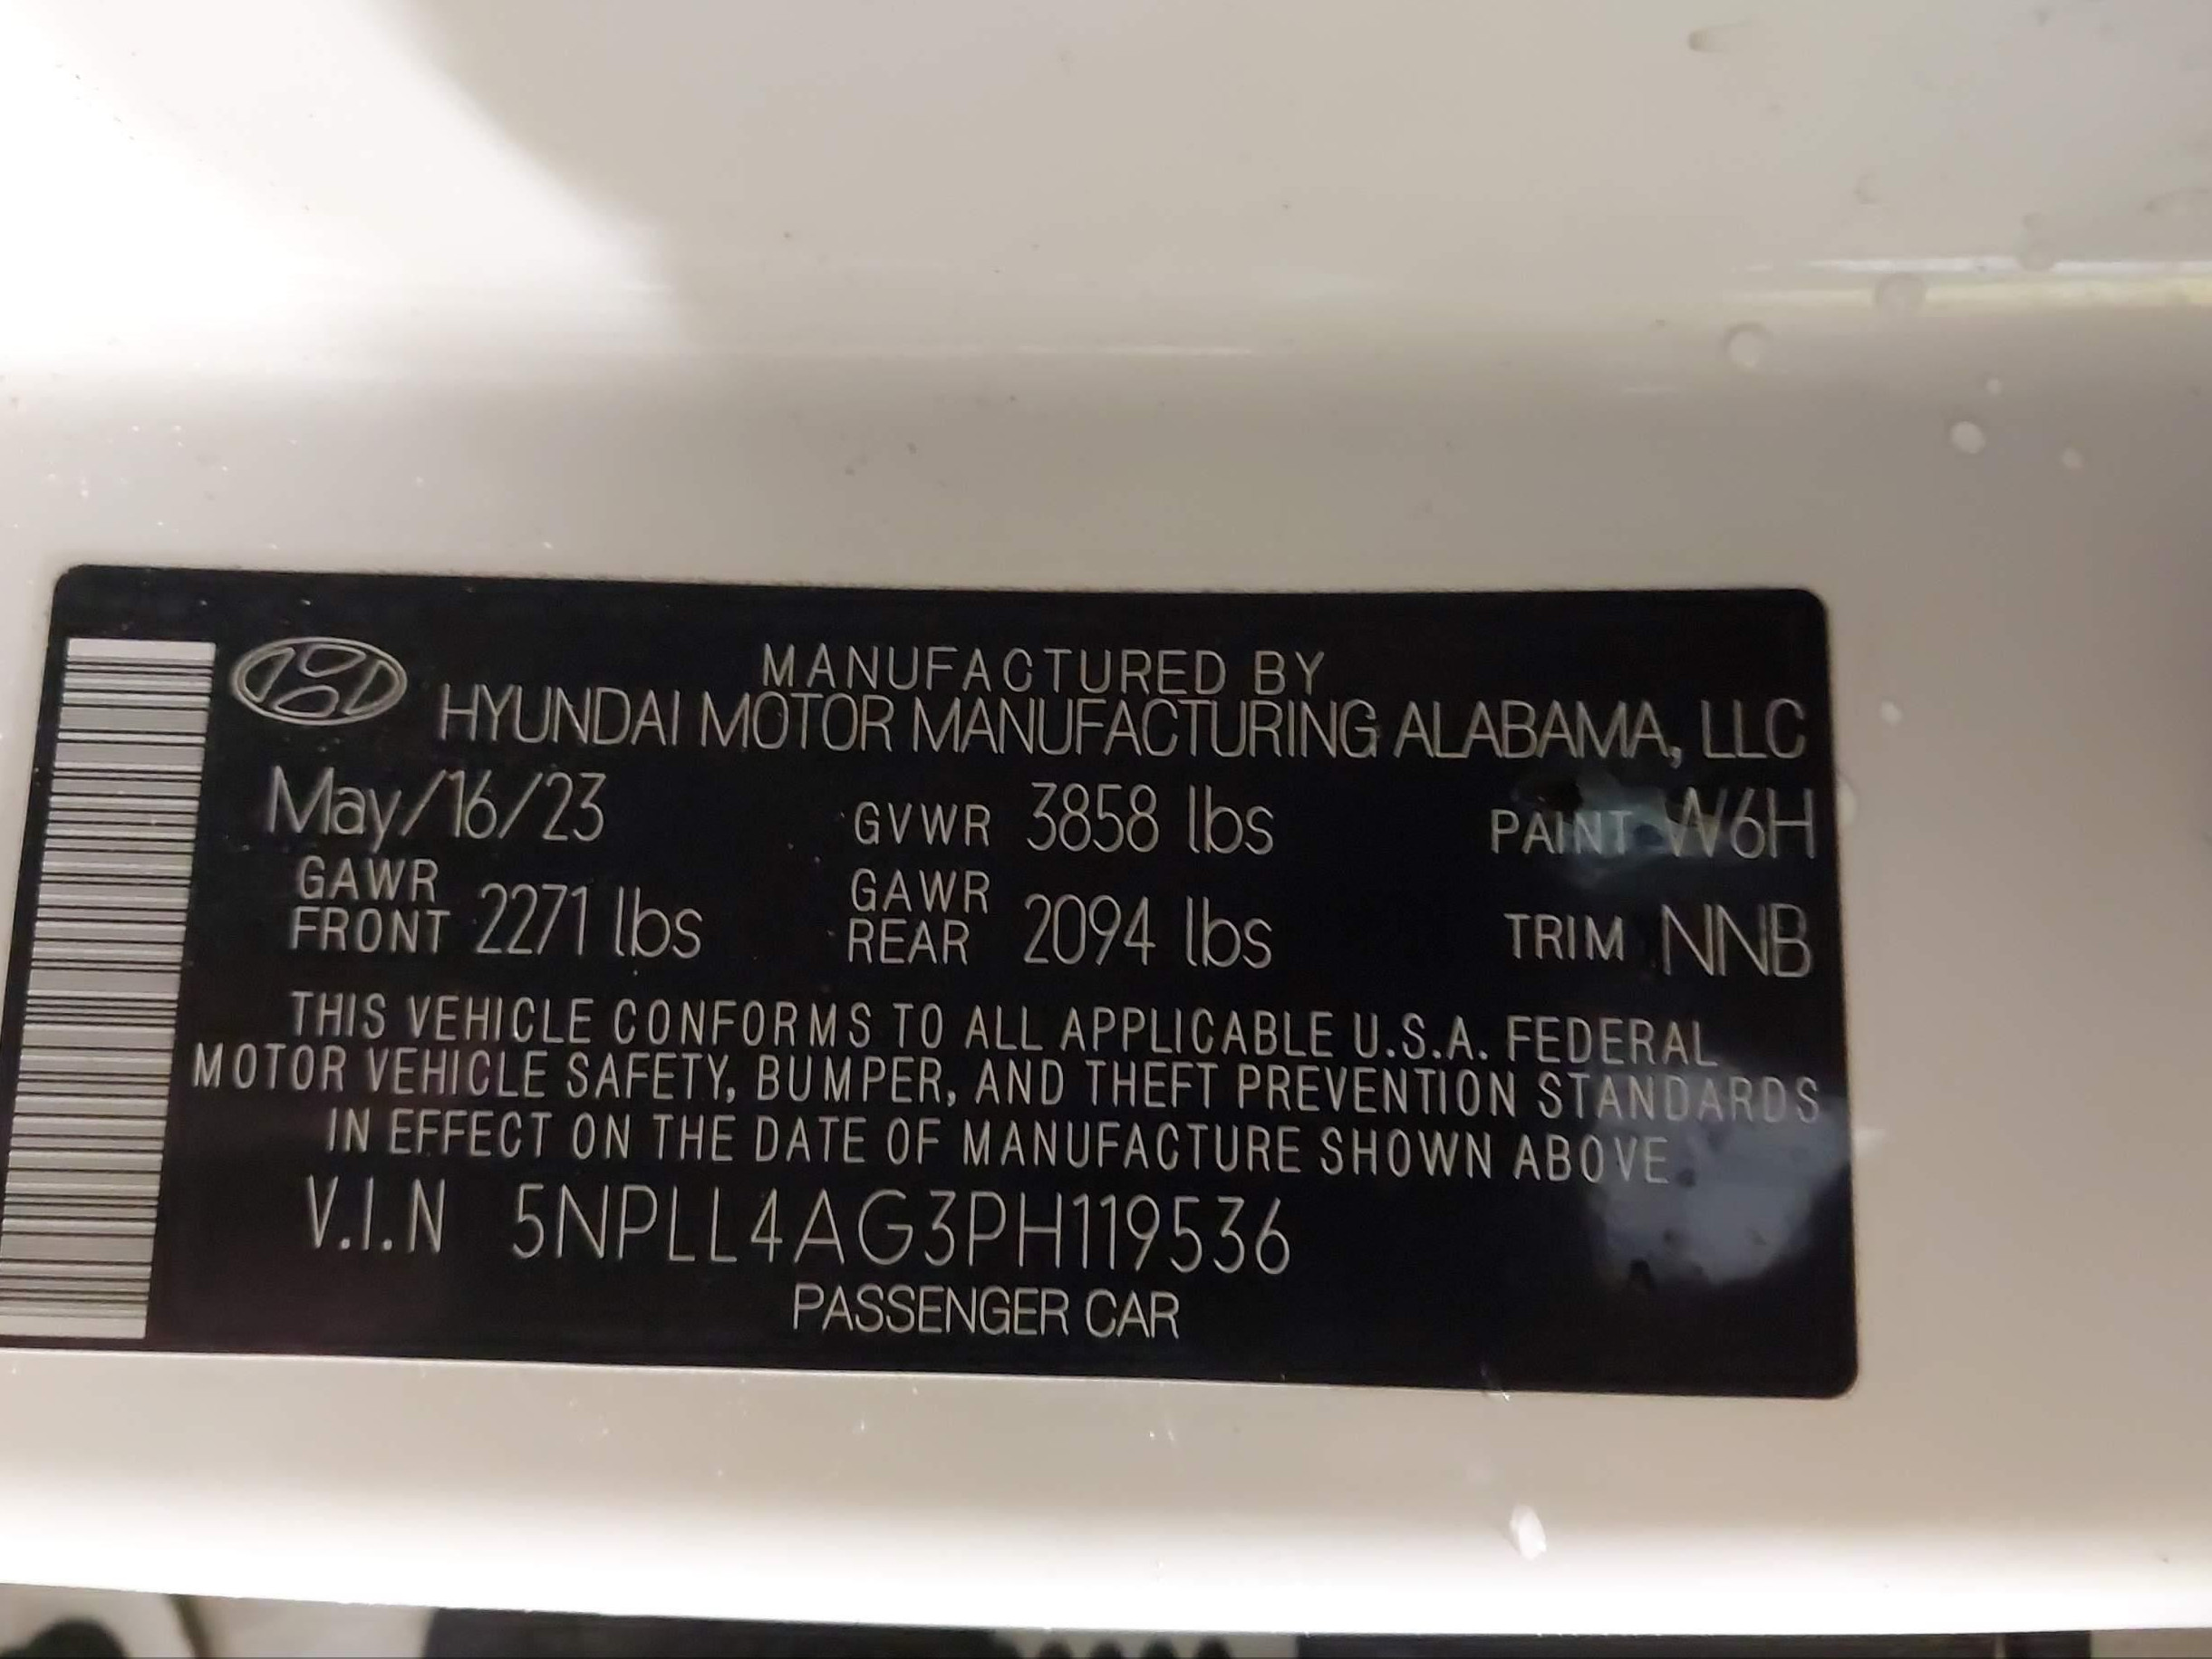 MANUFACTURED BY
HYUNDAI MOTOR MANUFACTURING ALABAMA, LLC
May/16/23 GVWR 3858 lbs PAINT W6H
GAWR FRONT 2271 lbs GAWR REAR 2094 lbs TRIM NNB
THIS VEHICLE CONFORMS TO ALL APPLICABLE U.S.A. FEDERAL
MOTOR VEHICLE SAFETY, BUMPER, AND THEFT PREVENTION STANDARDS
IN EFFECT ON THE DATE OF MANUFACTURE SHOWN ABOVE
V.I.N 5NPLL4AG3PH119536
PASSENGER CAR